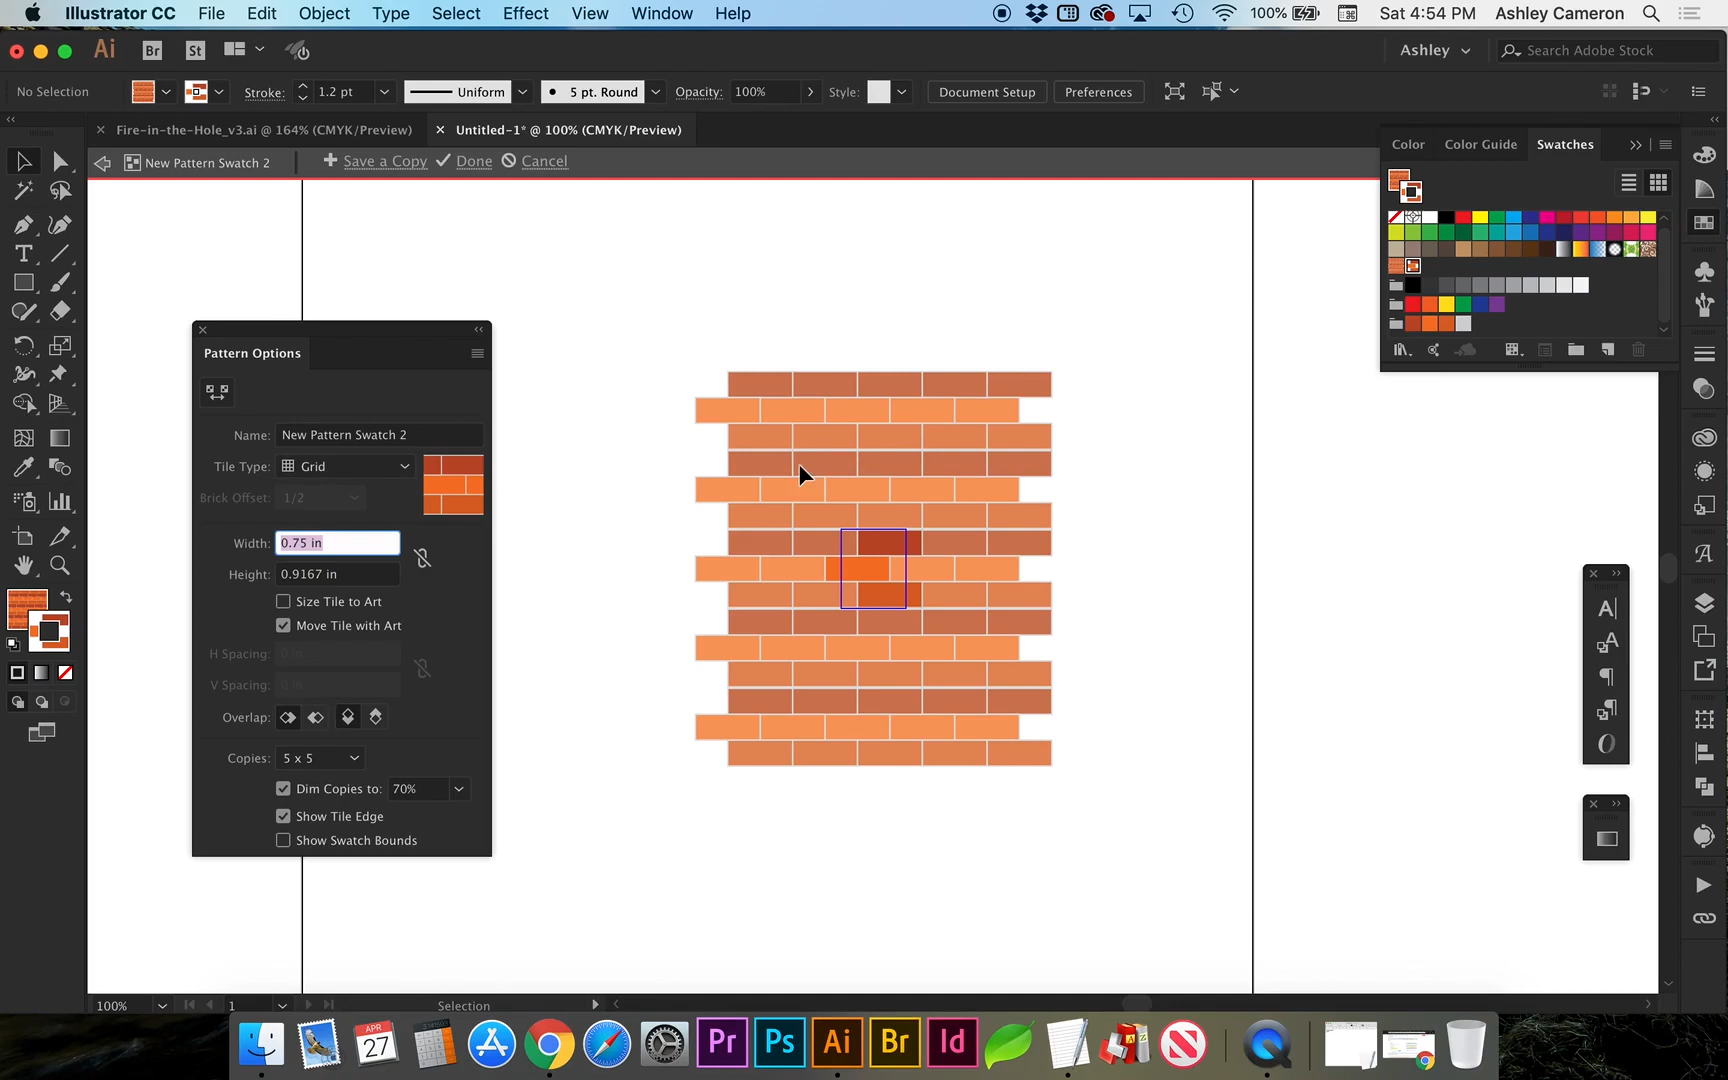 Illustrator CC File Edit Object Type Select Effect View Window Help 100% Sat 4:54 PM Ashley Cameron
Ai Br St Ashley Search Adobe Stock
No Selection Stroke: 1.2 pt Uniform 5 pt. Round Opacity: 100% Style: Document Setup Preferences
Fire-in-the-Hole_v3.ai @ 164% (CMYK/Preview) Untitled-1* @ 100% (CMYK/Preview)
New Pattern Swatch 2 Save a Copy Done Cancel
Color Color Guide Swatches
Pattern Options
Name: New Pattern Swatch 2
Tile Type: Grid
Brick Offset: 1/2
Width: 0.75 in
Height: 0.9167 in
Size Tile to Art
Move Tile with Art
H Spacing: 0 in
V Spacing: 0 in
Overlap:
Copies: 5 x 5
Dim Copies to: 70%
Show Tile Edge
Show Swatch Bounds
100% 1 Selection
APR
27
Pr Ps Ai Br Id